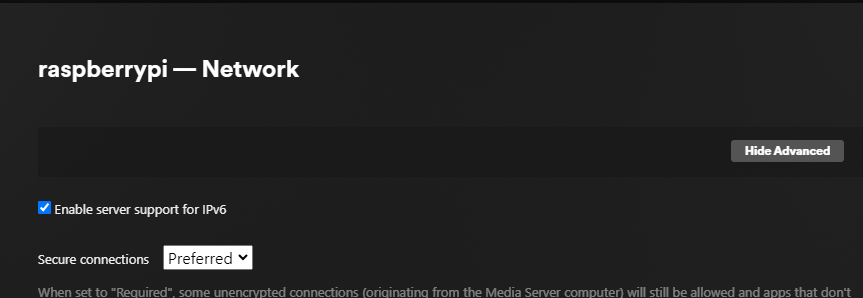 raspberrypi — Network
Hide Advanced
Enable server support for IPv6
Secure connections Preferred
When set to "Required", some unencrypted connections (originating from the Media Server computer) will still be allowed and apps that don't